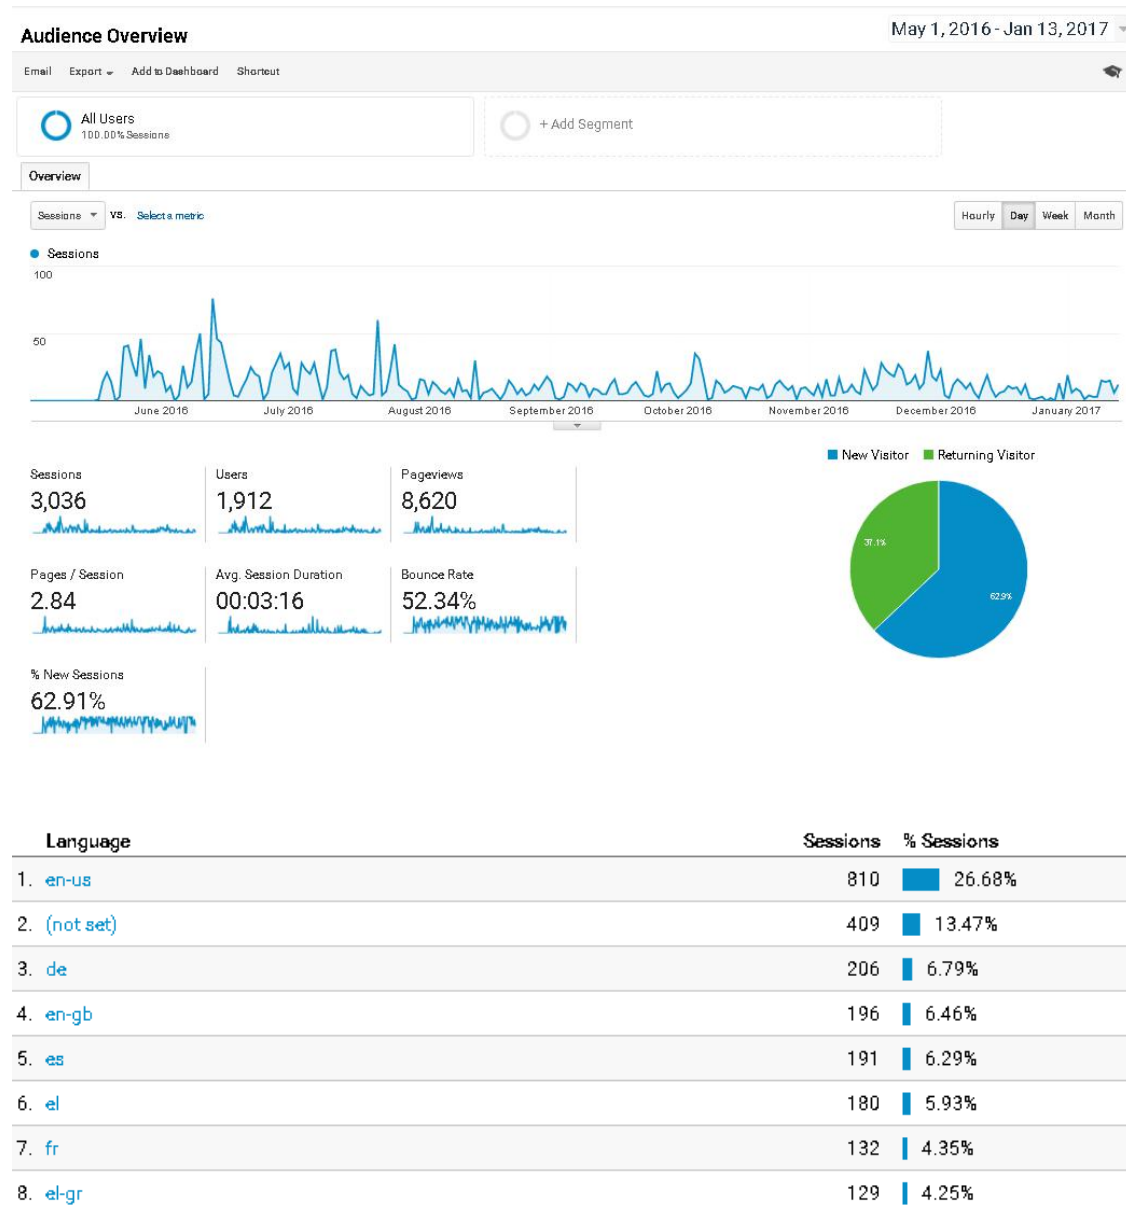 Audience Overview
May 1, 2016 - Jan 13, 2017
Email Export Add to Dashboard Shortcut
All Users
100.00% Sessions
+ Add Segment
Overview
Sessions VS. Select a metric
Hourly Day Week Month
Sessions
100
50
June 2016 July 2016 August 2016 September 2016 October 2016 November 2016 December 2016 January 2017
New Visitor Returning Visitor
Sessions Users Pageviews
3,036 1,912 8,620
37.1%
62.9%
Pages / Session Avg. Session Duration Bounce Rate
2.84 00:03:16 52.34%
% New Sessions
62.91%
Language Sessions % Sessions
1. en-us 810 26.68%
2. (not set) 409 13.47%
3. de 206 6.79%
4. en-gb 196 6.46%
5. es 191 6.29%
6. el 180 5.93%
7. fr 132 4.35%
8. el-gr 129 4.25%